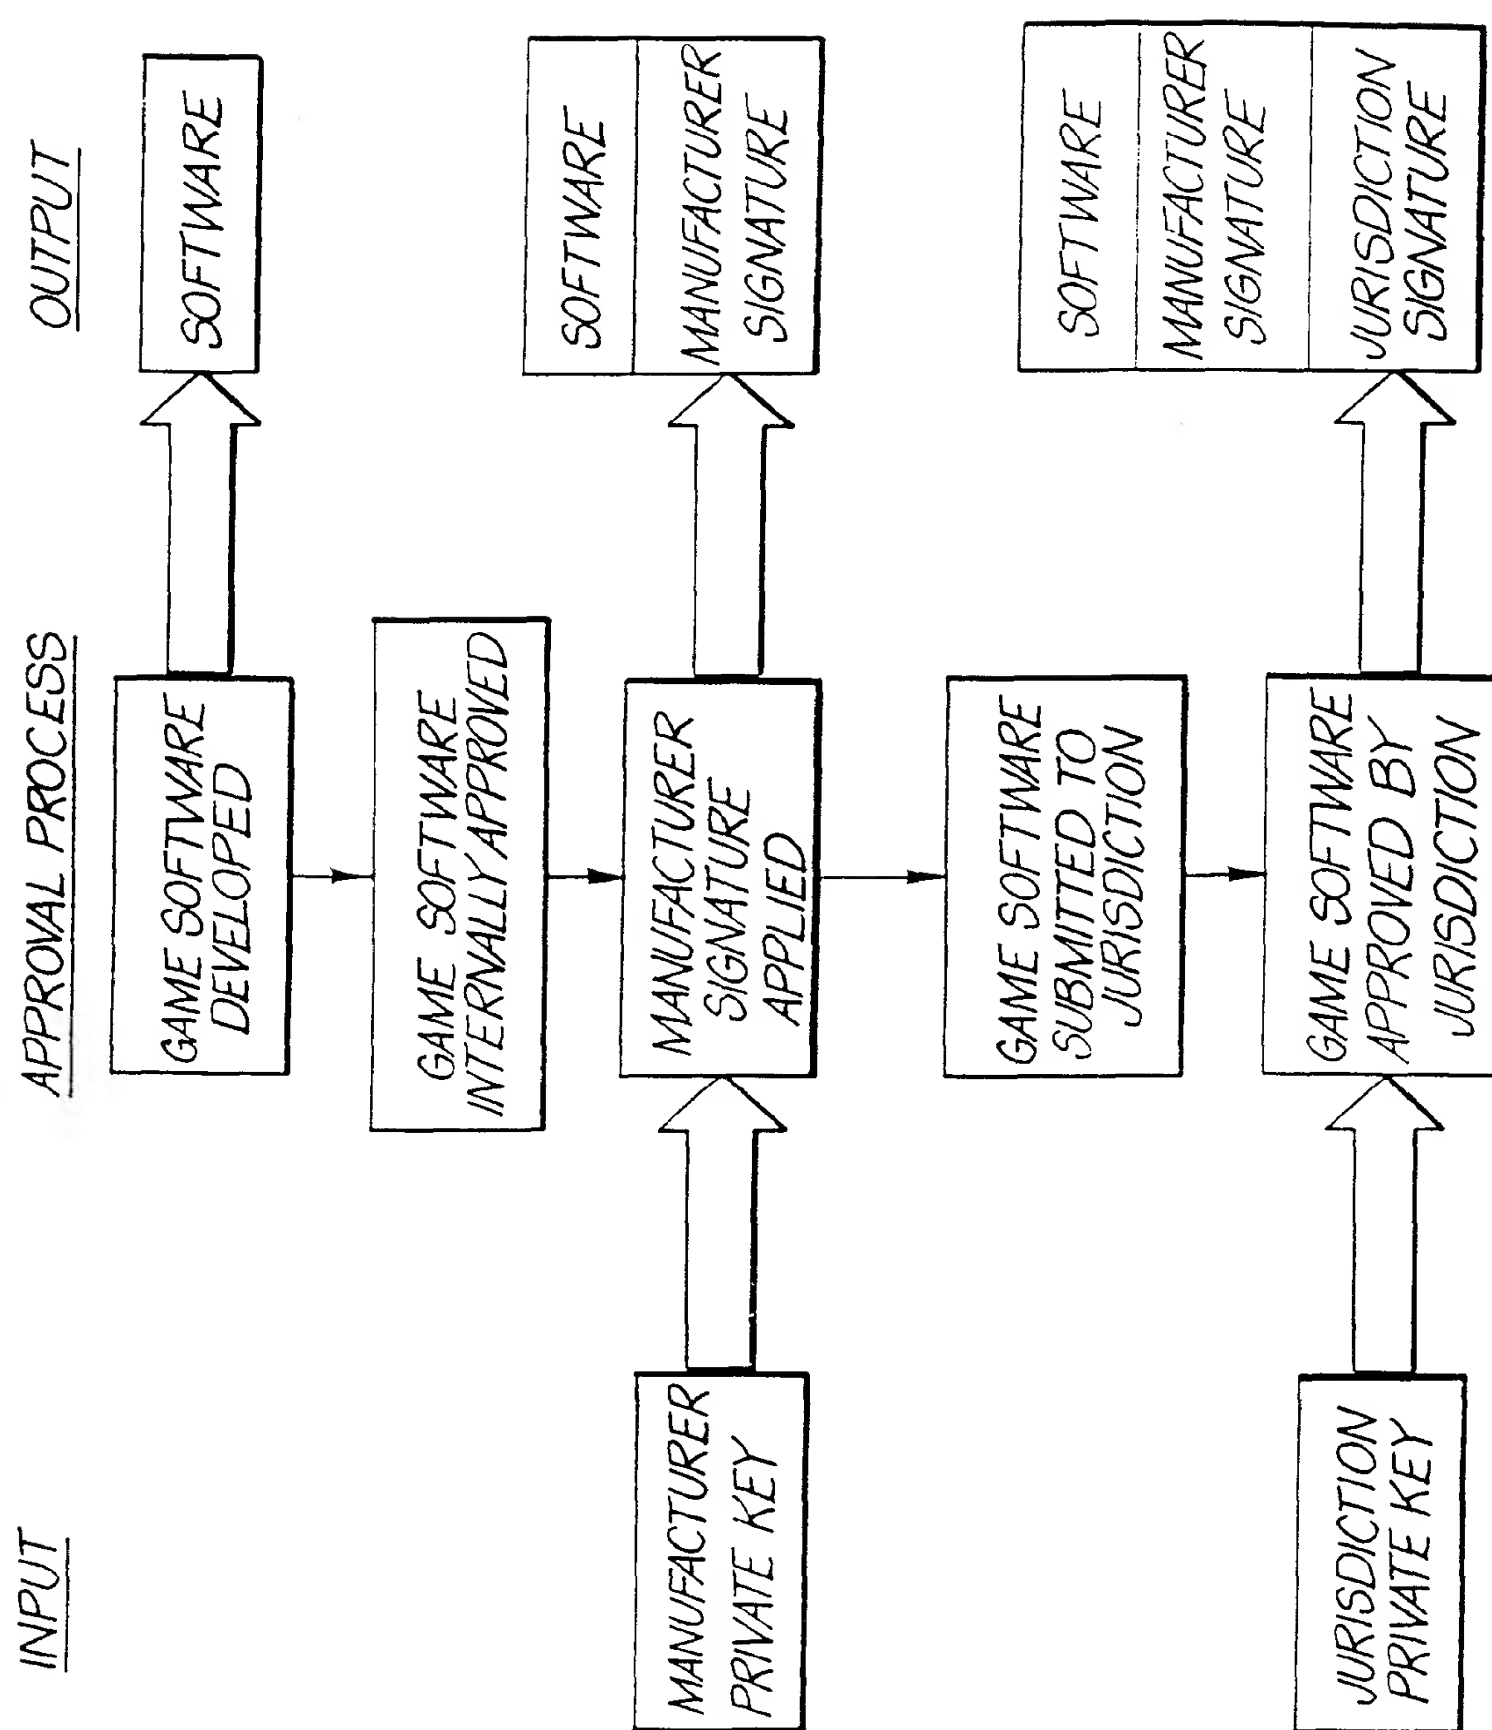 INPUT
APPROVAL PROCESS
OUTPUT
GAME SOFTWARE
DEVELOPED
SOFTWARE
GAME SOFTWARE
INTERNALLY APPROVED
MANUFACTURER
PRIVATE KEY
MANUFACTURER
SIGNATURE
APPLIED
SOFTWARE
MANUFACTURER
SIGNATURE
GAME SOFTWARE
SUBMITTED TO
JURISDICTION
JURISDICTION
PRIVATE KEY
GAME SOFTWARE
APPROVED BY
JURISDICTION
SOFTWARE
MANUFACTURER
SIGNATURE
JURISDICTION
SIGNATURE